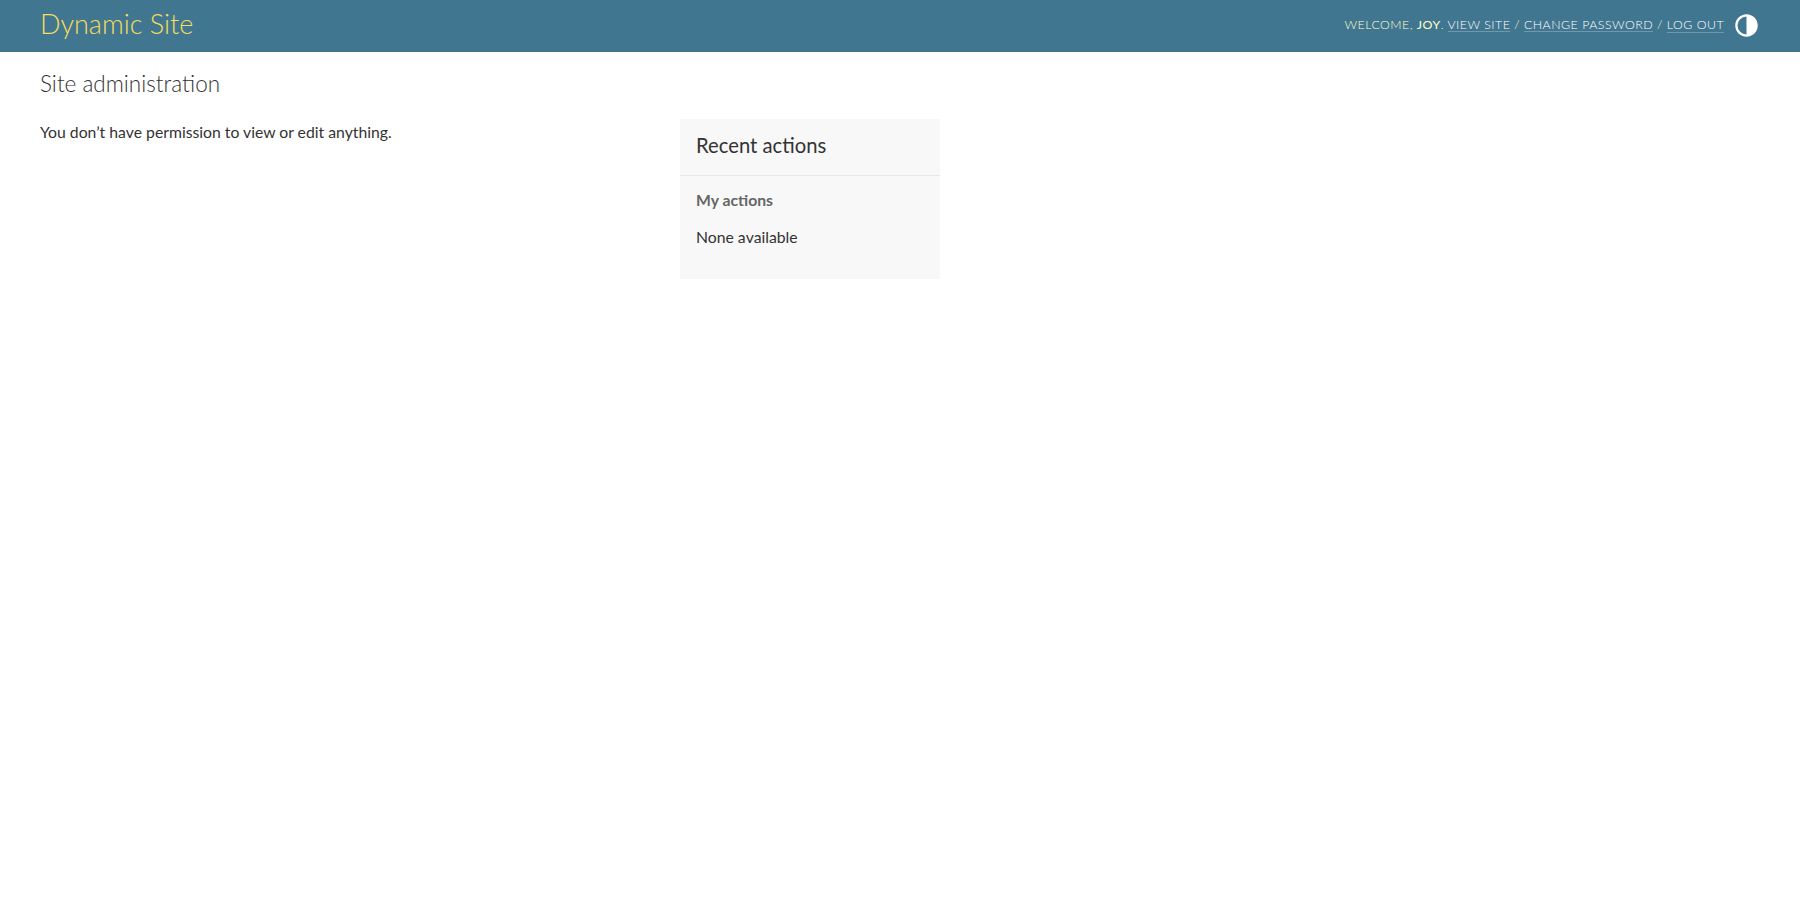 Dynamic Site
WELCOME, JOY. VIEW SITE / CHANGE PASSWORD / LOG OUT
Site administration
You don’t have permission to view or edit anything.
Recent actions
My actions
None available